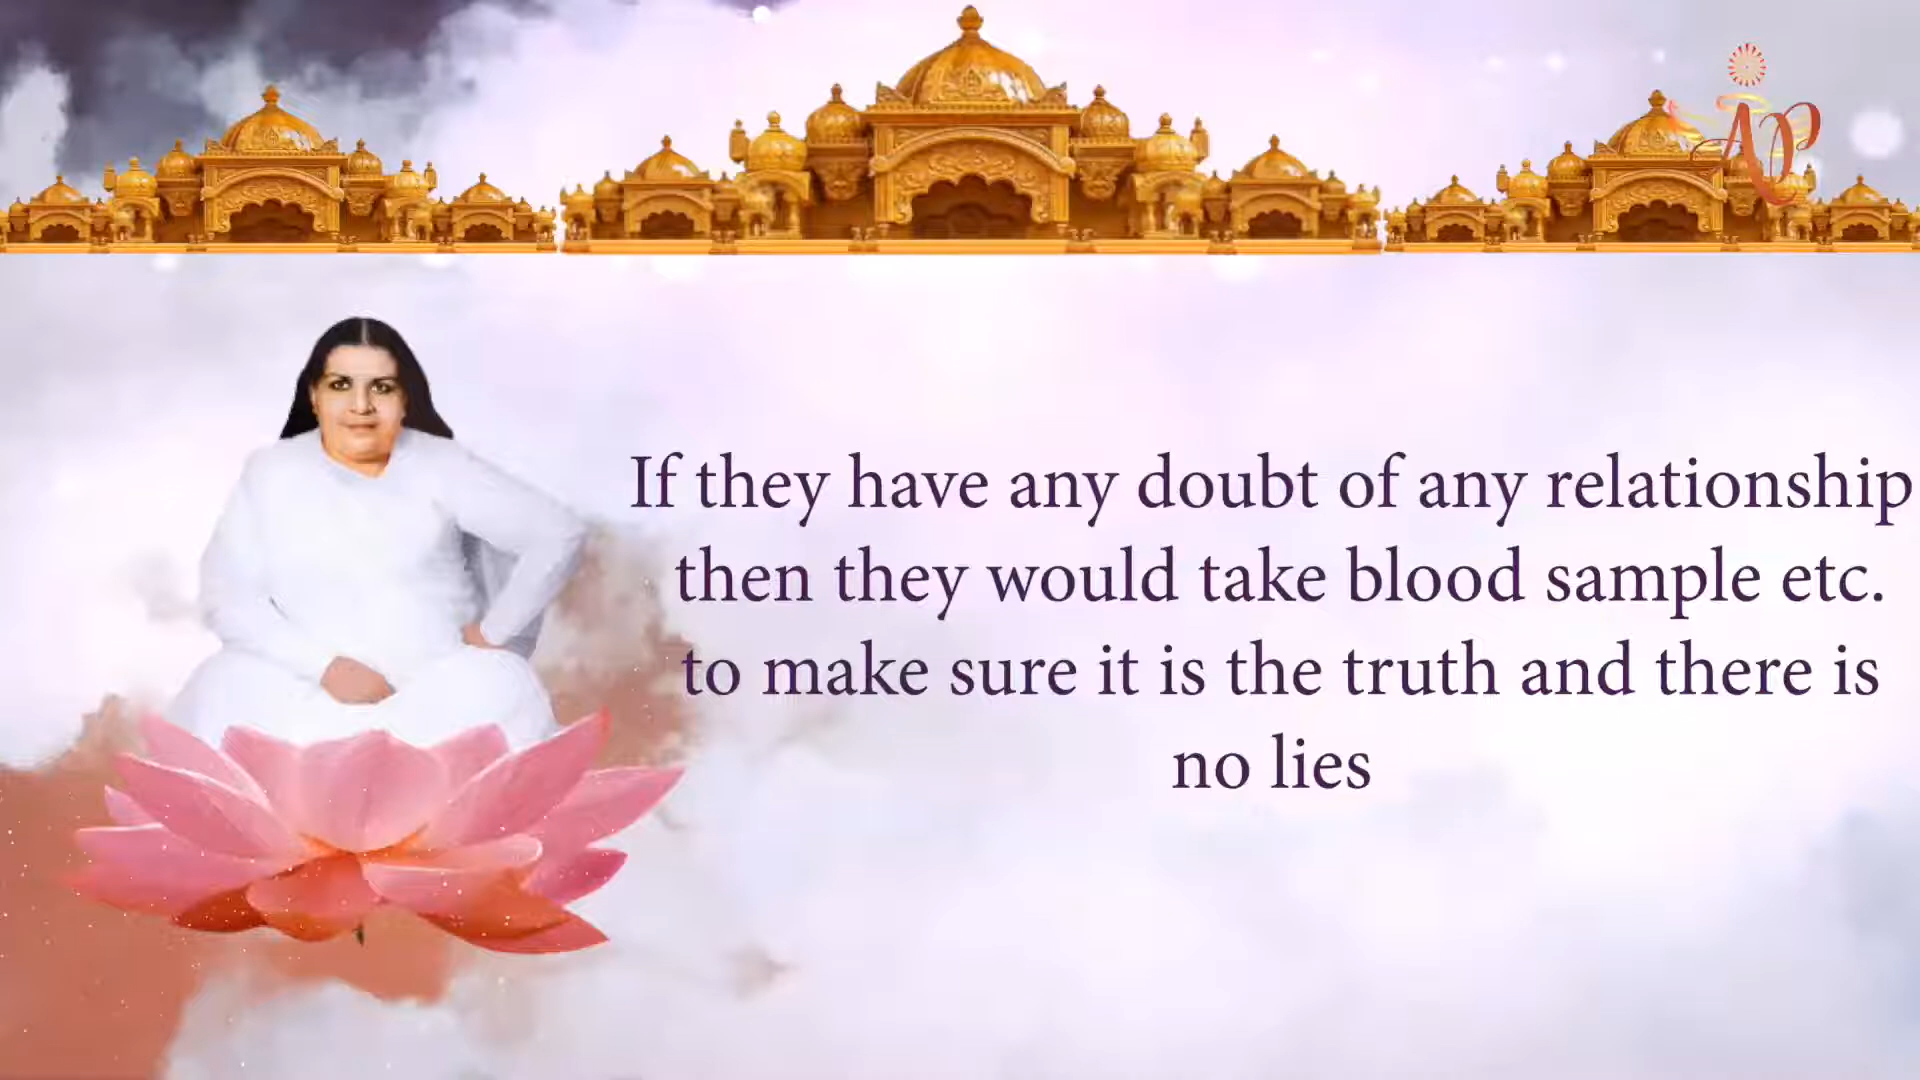 AP
If they have any doubt of any relationship
then they would take blood sample etc.
to make sure it is the truth and there is
no lies